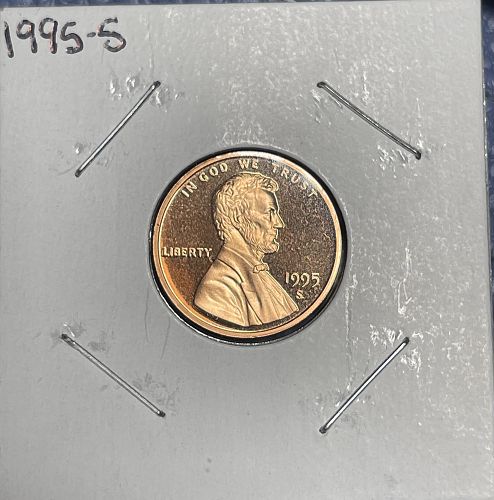 1995-S
IN GOD WE TRUST
LIBERTY
1995
S